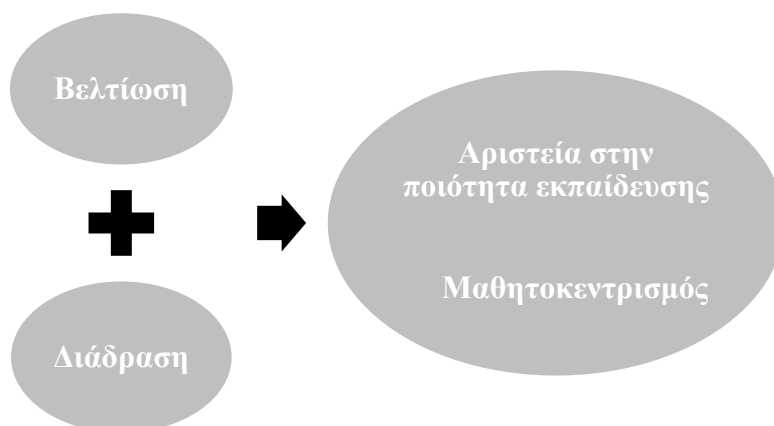 Βελτίωση
Διάδραση
Αριστεία στην
ποιότητα εκπαίδευσης
Μαθητοκεντρισμός